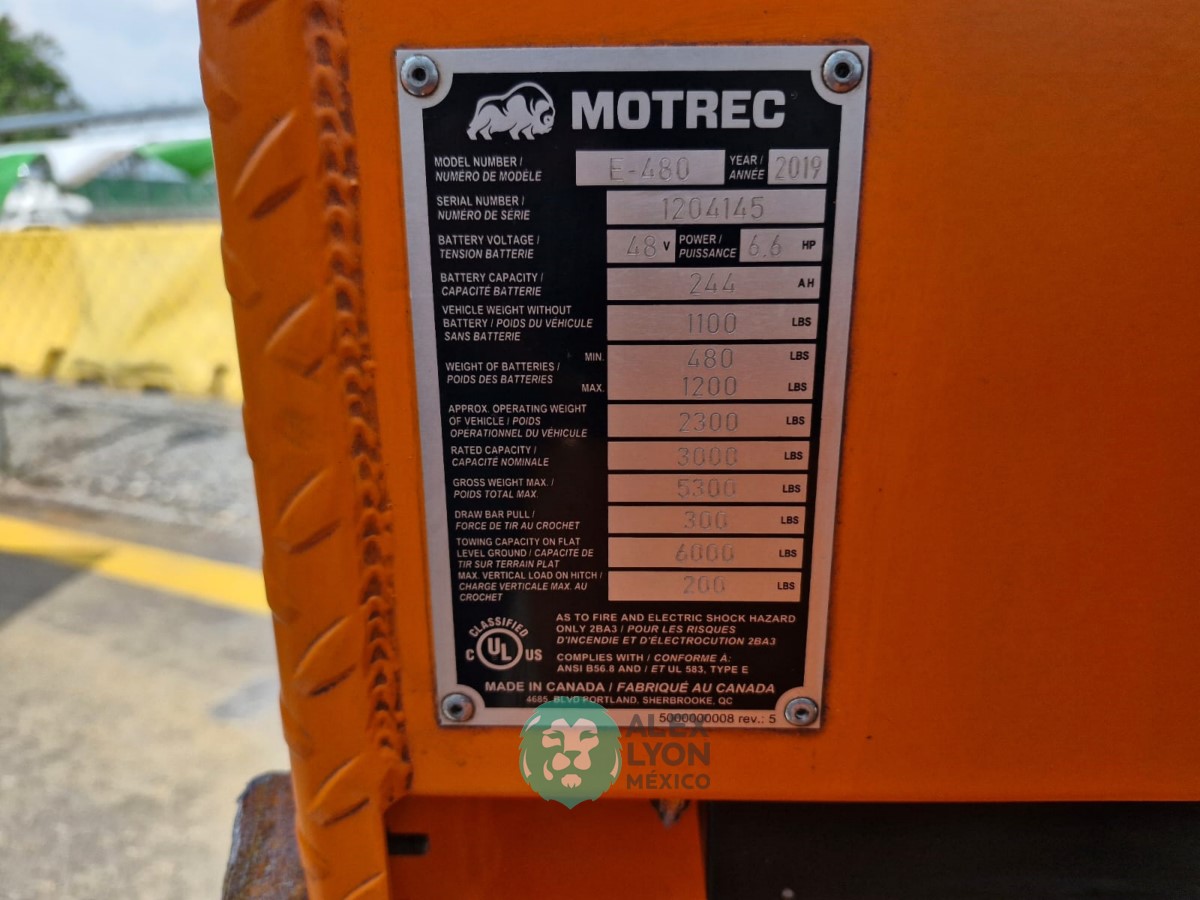 MOTREC
MODEL NUMBER / E-480 YEAR / 2019
NUMÉRO DE MODÈLE ANNÉE
SERIAL NUMBER / 1204145
NUMÉRO DE SÉRIE
BATTERY VOLTAGE / 48 V POWER / 6.6 HP
TENSION BATTERIE PUISSANCE
BATTERY CAPACITY / 244 AH
CAPACITÉ BATTERIE
VEHICLE WEIGHT WITHOUT
BATTERY / POIDS DU VÉHICULE 1100 LBS
SANS BATTERIE
WEIGHT OF BATTERIES / MIN. 480 LBS
POIDS DES BATTERIES MAX. 1200 LBS
APPROX. OPERATING WEIGHT
OF VEHICLE / POIDS 2300 LBS
OPÉRATIONNEL DU VÉHICULE
RATED CAPACITY / 3000 LBS
CAPACITÉ NOMINALE
GROSS WEIGHT MAX. / 5300 LBS
POIDS TOTAL MAX.
DRAW BAR PULL / 300 LBS
FORCE DE TIR AU CROCHET
TOWING CAPACITY ON FLAT
LEVEL GROUND / CAPACITÉ DE 6000 LBS
TIR SUR TERRAIN PLAT
MAX. VERTICAL LOAD ON HITCH /
CHARGE VERTICALE MAX. AU 200 LBS
CROCHET
CLASSIFIED
C UL US
AS TO FIRE AND ELECTRIC SHOCK HAZARD
ONLY 2BA3 / POUR LES RISQUES
D'INCENDIE ET D'ÉLECTROCUTION 2BA3
COMPLIES WITH / CONFORME À:
ANSI B56.8 AND / ET UL 583, TYPE E
MADE IN CANADA / FABRIQUÉ AU CANADA
4685, BLVD PORTLAND, SHERBROOKE, QC
5000000008 rev.: 5
ALEX
LYON
MÉXICO